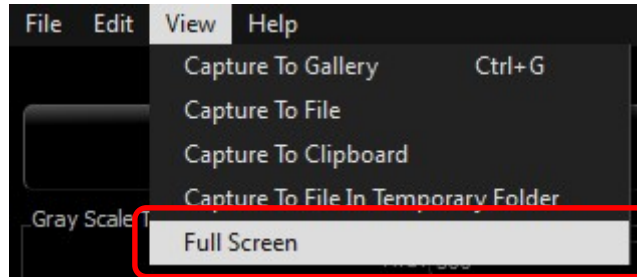 File Edit View Help
Capture To Gallery Ctrl+G
Capture To File
Capture To Clipboard
Capture To File In Temporary Folder
Gray Scale
Full Screen